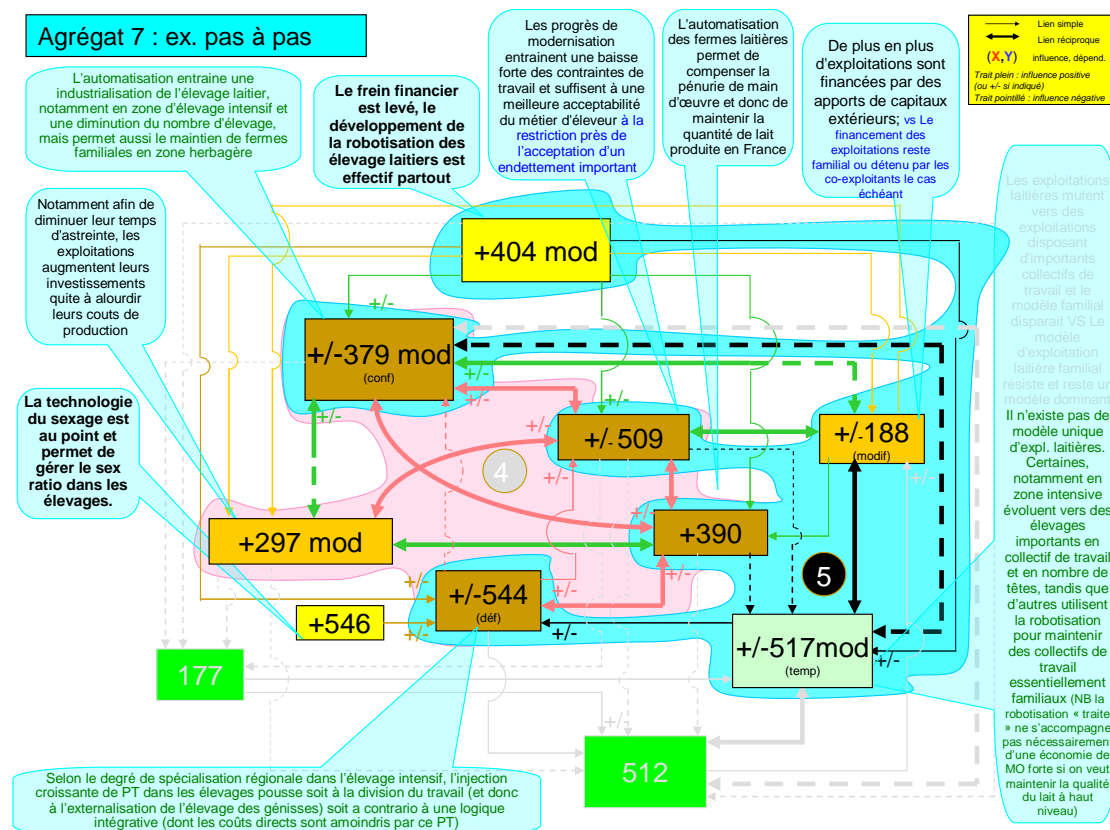 Agrégat 7 : ex. pas à pas
L'automatisation entraine une
industrialisation de l'élevage laitier,
notamment en zone d'élevage intensif et
une diminution du nombre d'élevage,
mais permet aussi le maintien de fermes
familiales en zone herbagère
Le frein financier
est levé, le
développement de
la robotisation des
élevage laitiers est
effectif partout
Les progrès de
modernisation
entrainent une baisse
forte des contraintes de
travail et suffisent à une
meilleure acceptabilité
du métier d'éleveur à la
restriction près de
l'acceptation d'un
endettement important
L'automatisation
des fermes laitières
permet de
compenser la
pénurie de main
d'œuvre et donc de
maintenir la
quantité de lait
produite en France
De plus en plus
d'exploitations sont
financées par des
apports de capitaux
extérieurs; vs Le
financement des
exploitations reste
familial ou détenu par les
co-exploitants le cas
échéant
Lien simple
Lien réciproque
(X,Y) influence, dépend.
Trait plein : influence positive
(ou +/- si indiqué)
Trait pointillé : influence négative
Notamment afin de
diminuer leur temps
d'astreinte, les
exploitations
augmentent leurs
investissements
quite à alourdir
leurs couts de
production
La technologie
du sexage est
au point et
permet de
gérer le sex
ratio dans les
élevages.
Les exploitations
laitières mutent
vers des
exploitations
disposant
d'importants
collectifs de
travail et le
modèle familial
disparait VS Le
modèle
d'exploitation
laitière familial
résiste et reste un
modèle dominant
Il n'existe pas de
modèle unique
d'expl. laitières.
Certaines,
notamment en
zone intensive
évoluent vers des
élevages
importants en
collectif de travail
et en nombre de
têtes, tandis que
d'autres utilisent
la robotisation
pour maintenir
des collectifs de
travail
essentiellement
familiaux (NB la
robotisation « traite
» ne s'accompagne
pas nécessairement
d'une économie de
MO forte si on veut
maintenir la qualité
du lait à haut
niveau)
+404 mod
+/-
+/-
+/-379 mod
(conf)
+/-
+/-
+/-
+/-
+/- 509
+/-188
(modif)
4
+/-
+/-
+/-
+297 mod
+390
+/-
5
+/-
+/-
+/-544
(déf)
+546
+/-
+/-
+/-
+/-517mod
(temp)
+/-
177
+/-
512
Selon le degré de spécialisation régionale dans l'élevage intensif, l'injection
croissante de PT dans les élevages pousse soit à la division du travail (et donc
à l'externalisation de l'élevage des génisses) soit a contrario à une logique
intégrative (dont les coûts directs sont amoindris par ce PT)